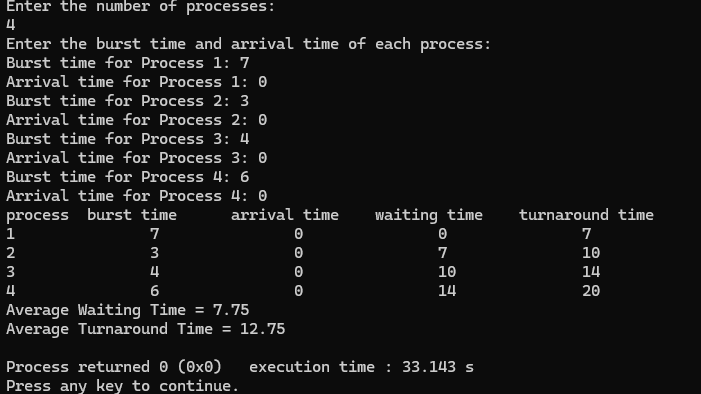 Enter the number of processes:
4
Enter the burst time and arrival time of each process:
Burst time for Process 1: 7
Arrival time for Process 1: 0
Burst time for Process 2: 3
Arrival time for Process 2: 0
Burst time for Process 3: 4
Arrival time for Process 3: 0
Burst time for Process 4: 6
Arrival time for Process 4: 0
process  burst time      arrival time    waiting time    turnaround time
1               7               0               0               7
2               3               0               7               10
3               4               0               10              14
4               6               0               14              20
Average Waiting Time = 7.75
Average Turnaround Time = 12.75
Process returned 0 (0x0)   execution time : 33.143 s
Press any key to continue.